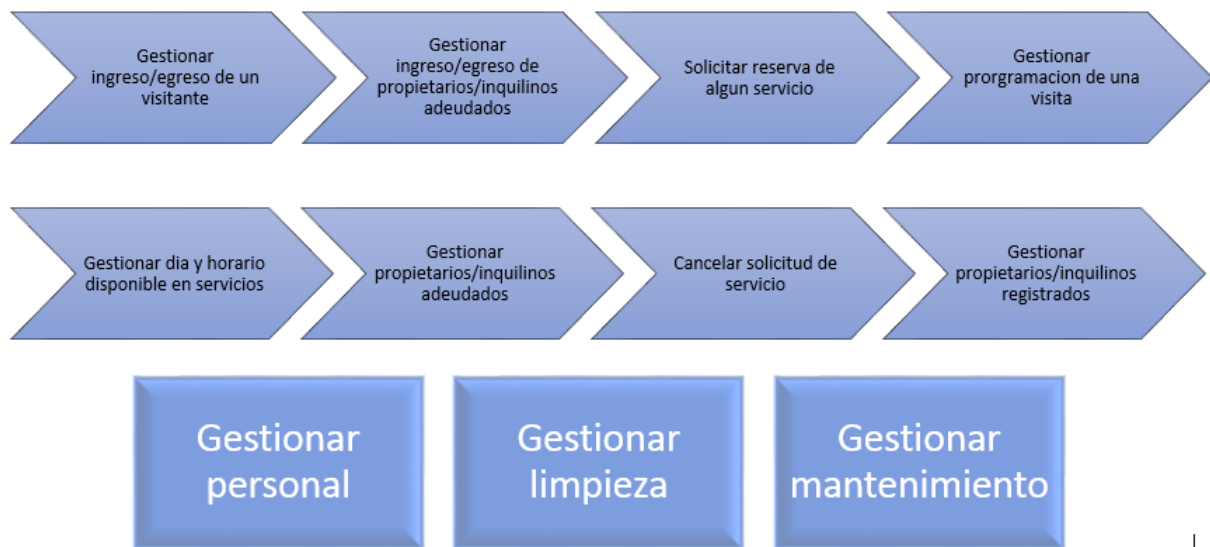 Gestionar
ingreso/egreso de un
visitante
Gestionar
ingreso/egreso de
propietarios/inquilinos
adeudados
Solicitar reserva de
algun servicio
Gestionar
prorgramacion de una
visita
Gestionar dia y horario
disponible en servicios
Gestionar
propietarios/inquilinos
adeudados
Cancelar solicitud de
servicio
Gestionar
propietarios/inquilinos
registrados
Gestionar
personal
Gestionar
limpieza
Gestionar
mantenimiento